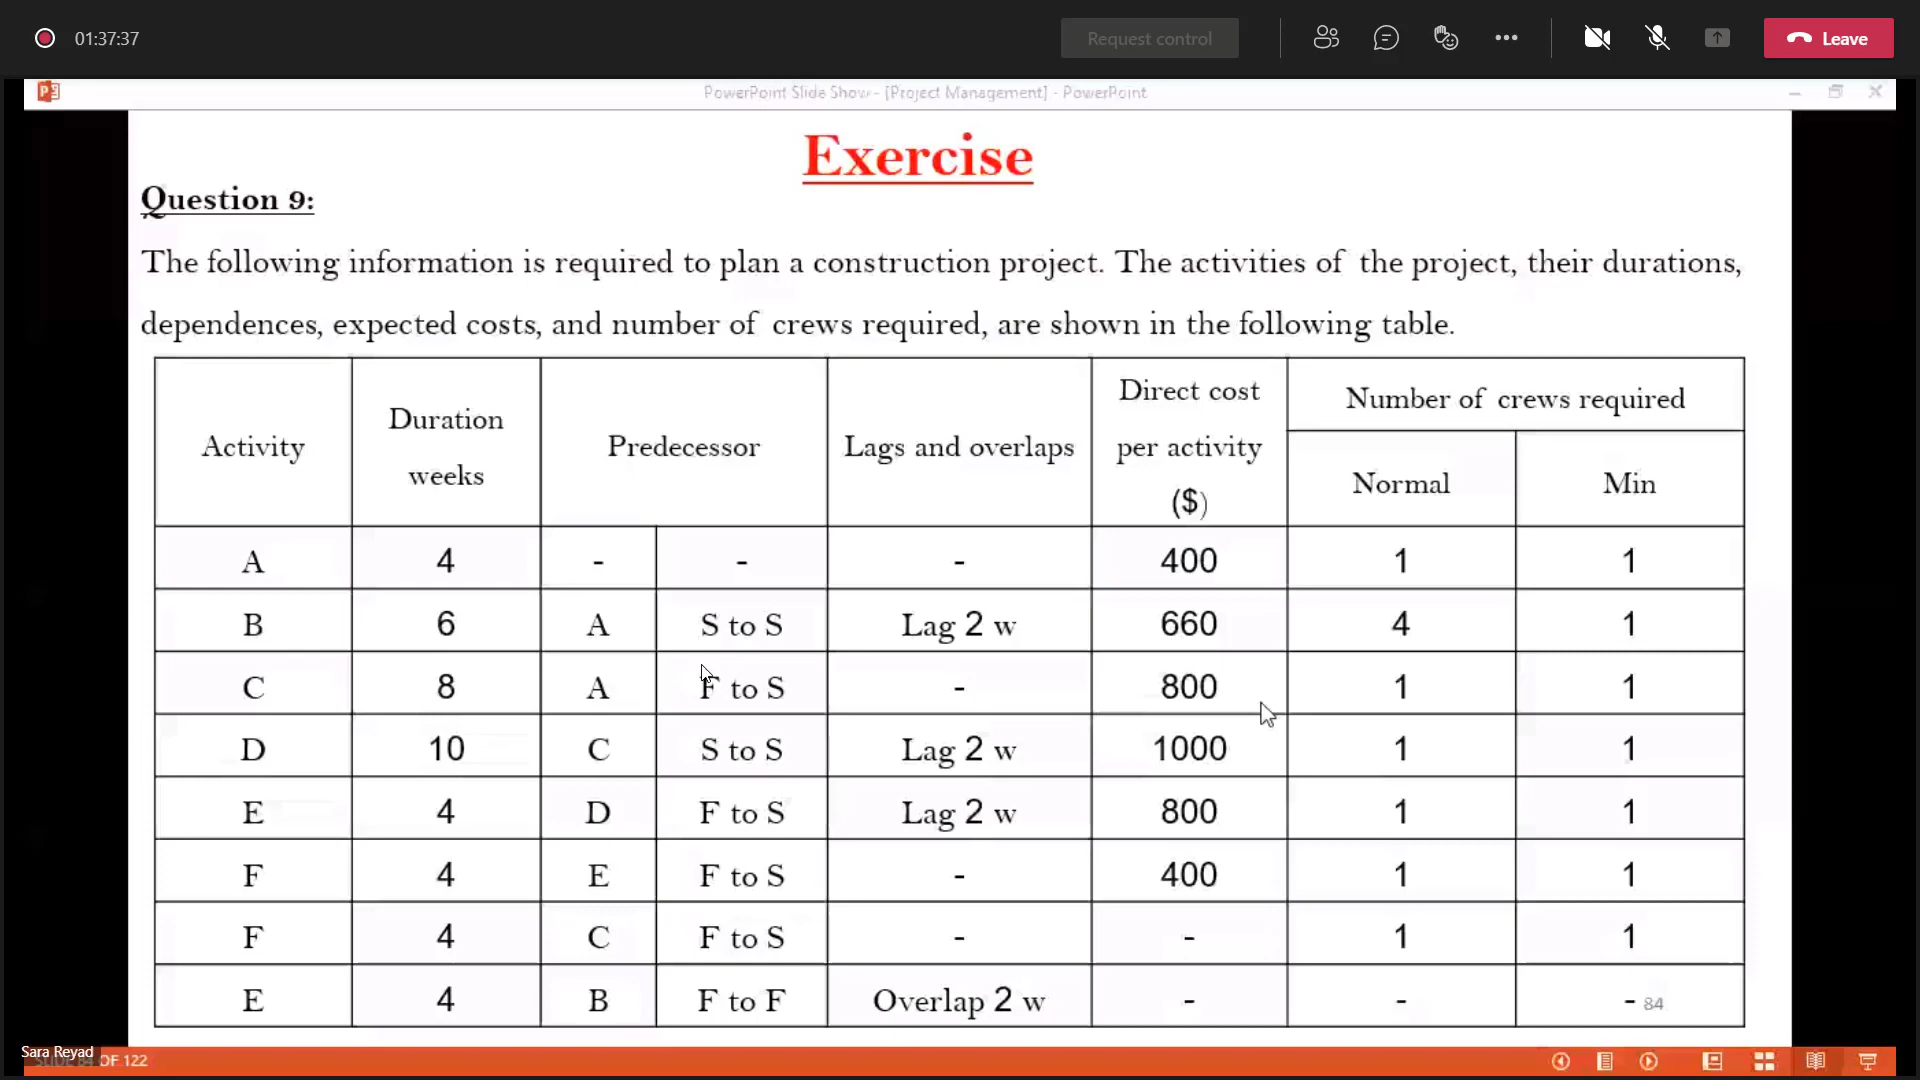 01:37:37
Request control
Leave
PowerPoint Slide Show - [Project Management] - PowerPoint
Exercise
Question 9:
The following information is required to plan a construction project. The activities of the project, their durations,
dependences, expected costs, and number of crews required, are shown in the following table.
Activity Duration weeks Predecessor Lags and overlaps Direct cost per activity ($) Number of crews required
Normal Min
A 4 - - - 400 1 1
B 6 A S to S Lag 2 w 660 4 1
C 8 A F to S - 800 1 1
D 10 C S to S Lag 2 w 1000 1 1
E 4 D F to S Lag 2 w 800 1 1
F 4 E F to S - 400 1 1
F 4 C F to S - - 1 1
E 4 B F to F Overlap 2 w - - -
84
Sara Reyad
SLIDE 84 OF 122